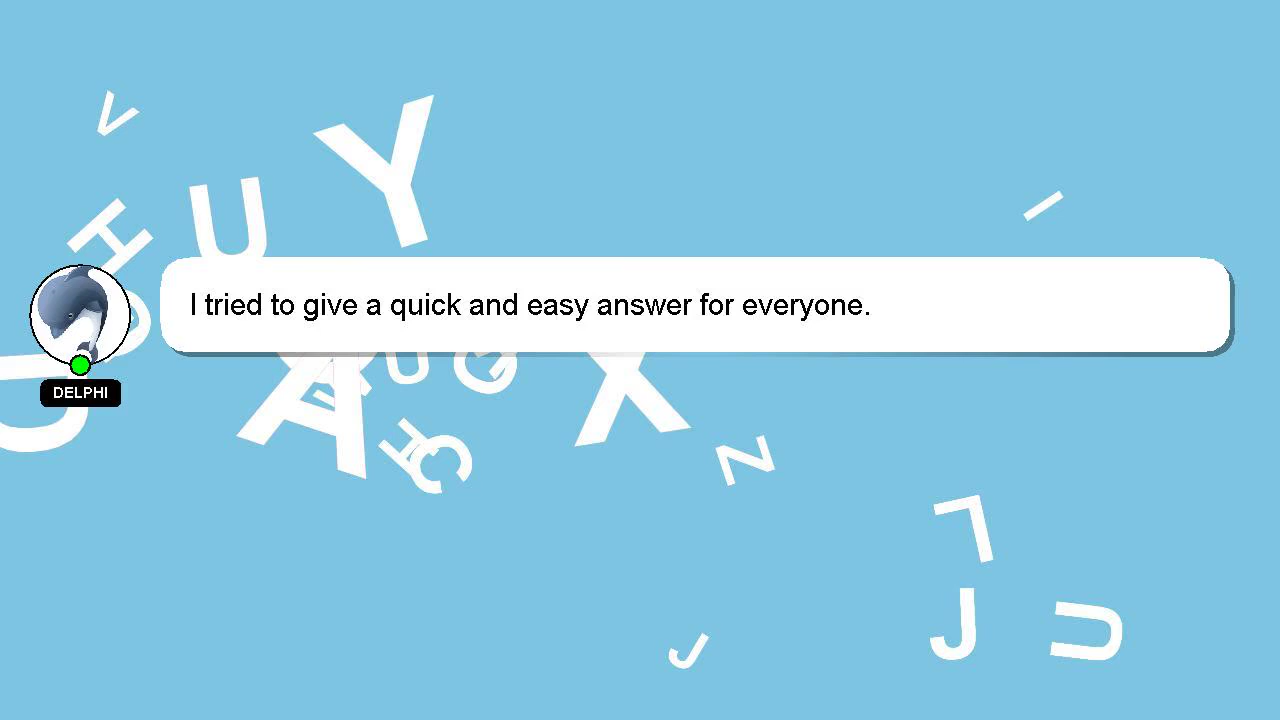 V
Y
U
H
I
I tried to give a quick and easy answer for everyone.
DELPHI
U
G
X
A
H
C
N
L
J
U
J